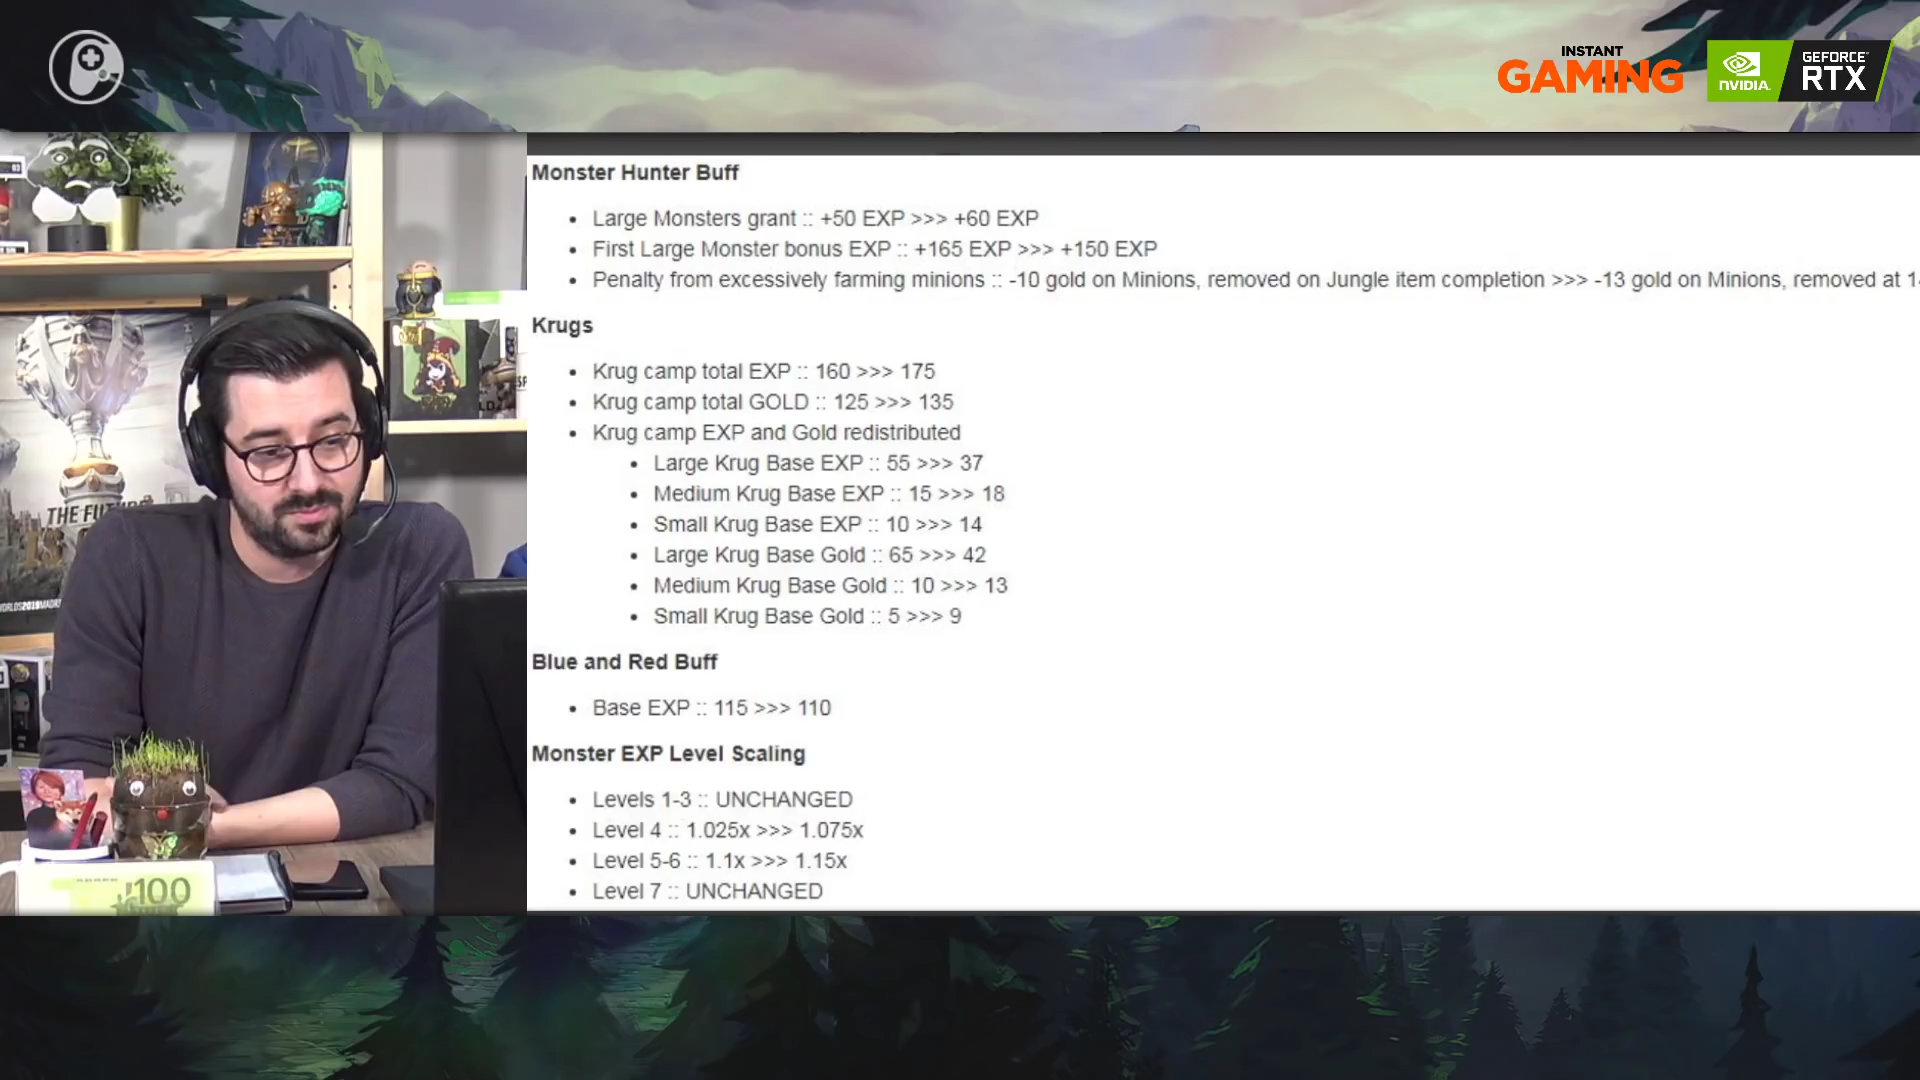 INSTANT
GAMING
NVIDIA
GEFORCE
RTX
Monster Hunter Buff
• Large Monsters grant :: +50 EXP >>> +60 EXP
• First Large Monster bonus EXP :: +165 EXP >>> +150 EXP
• Penalty from excessively farming minions :: -10 gold on Minions, removed on Jungle item completion >>> -13 gold on Minions, removed at
Krugs
• Krug camp total EXP :: 160 >>> 175
• Krug camp total GOLD :: 125 >>> 135
• Krug camp EXP and Gold redistributed
• Large Krug Base EXP :: 55 >>> 37
• Medium Krug Base EXP :: 15 >>> 18
• Small Krug Base EXP :: 10 >>> 14
• Large Krug Base Gold :: 65 >>> 42
• Medium Krug Base Gold :: 10 >>> 13
• Small Krug Base Gold :: 5 >>> 9
Blue and Red Buff
• Base EXP :: 115 >>> 110
Monster EXP Level Scaling
• Levels 1-3 :: UNCHANGED
• Level 4 :: 1.025x >>> 1.075x
• Level 5-6 :: 1.1x >>> 1.15x
• Level 7 :: UNCHANGED
THE
100